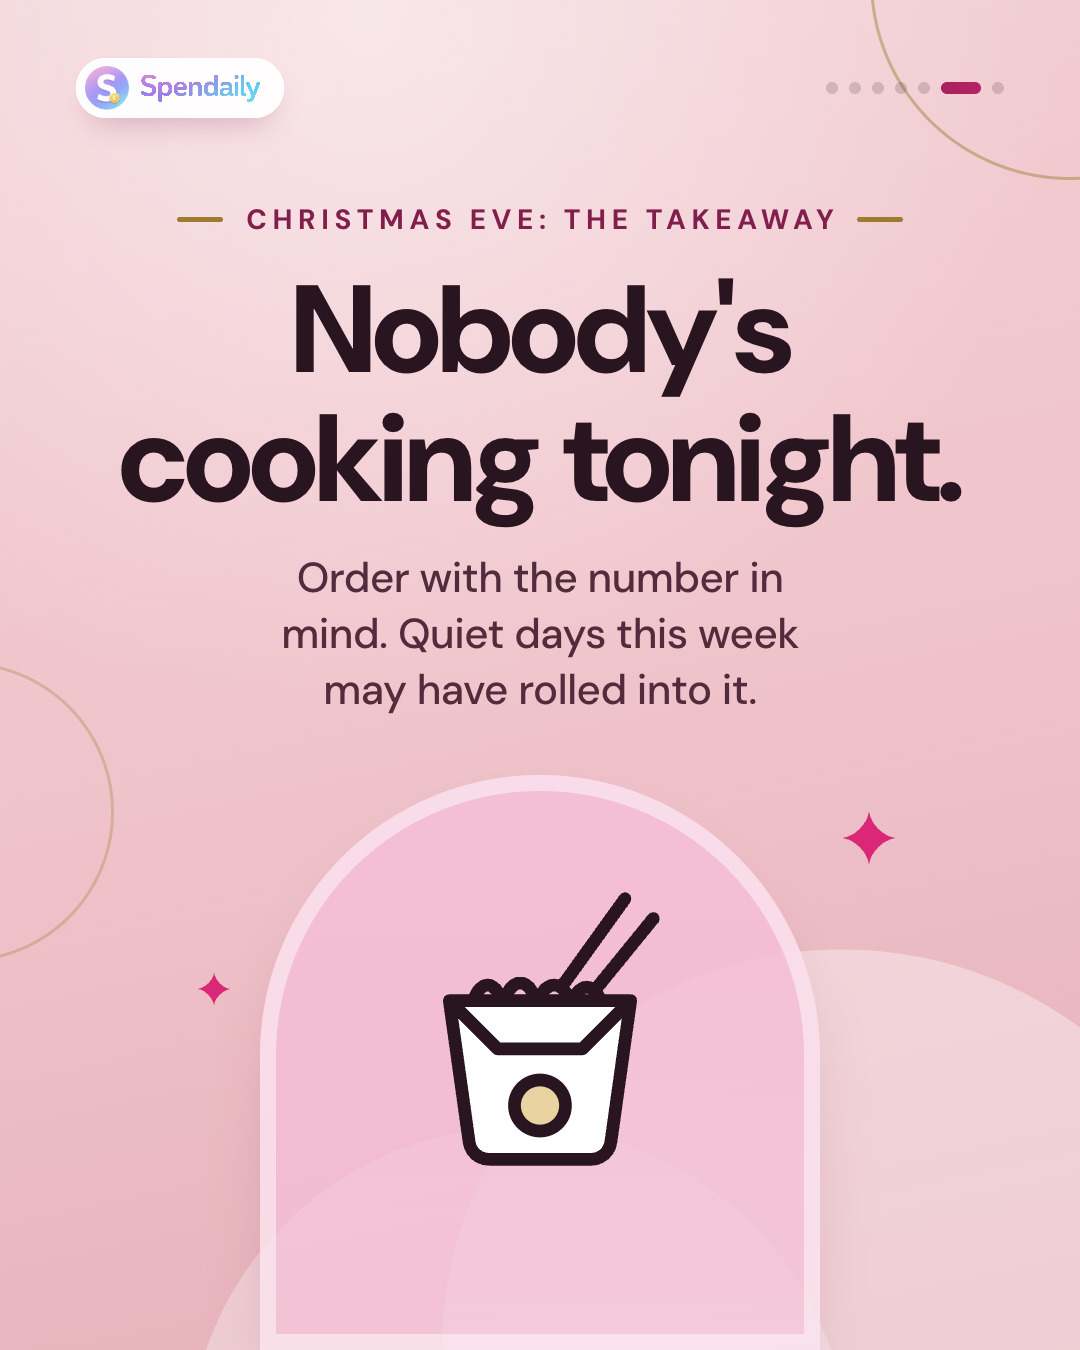 Spendaily
CHRISTMAS EVE: THE TAKEAWAY
Nobody's
cooking tonight.
Order with the number in
mind. Quiet days this week
may have rolled into it.